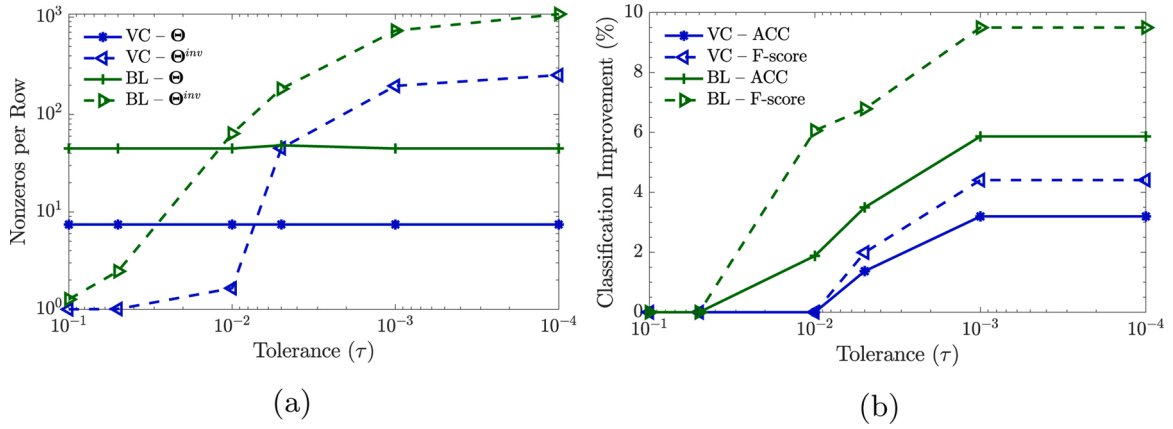 Nonzeros per Row
10^3
10^2
10^1
10^0
VC – Θ
VC – Θ^inv
BL – Θ
BL – Θ^inv
10^-1 10^-2 10^-3 10^-4
Tolerance (τ)
(a)
Classification Improvement (%)
10
8
6
4
2
0
VC – ACC
VC – F-score
BL – ACC
BL – F-score
10^-1 10^-2 10^-3 10^-4
Tolerance (τ)
(b)